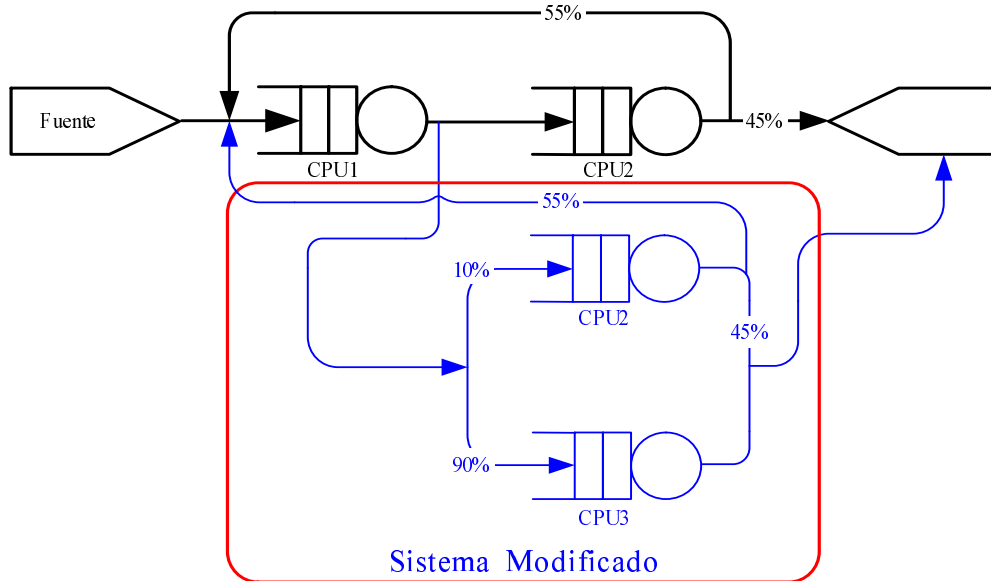 55%
Fuente
45%
CPU1
CPU2
55%
10%
CPU2
45%
90%
CPU3
Sistema Modificado